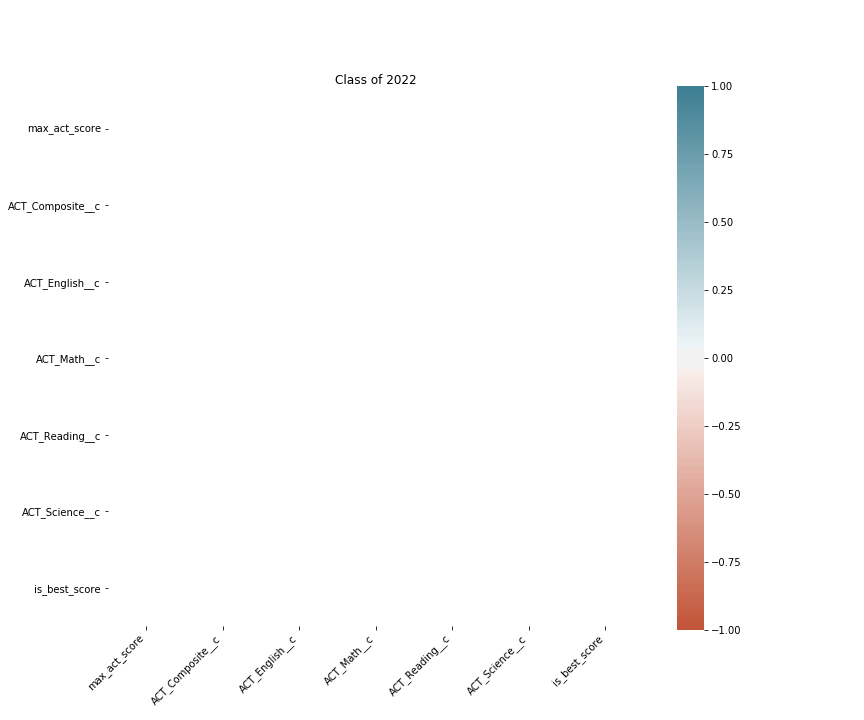 Class of 2022
max_act_score
ACT_Composite__c
ACT_English__c
ACT_Math__c
ACT_Reading__c
ACT_Science__c
is_best_score
max_act_score
ACT_Composite__c
ACT_English__c
ACT_Math__c
ACT_Reading__c
ACT_Science__c
is_best_score
1.00
0.75
0.50
0.25
0.00
−0.25
−0.50
−0.75
−1.00